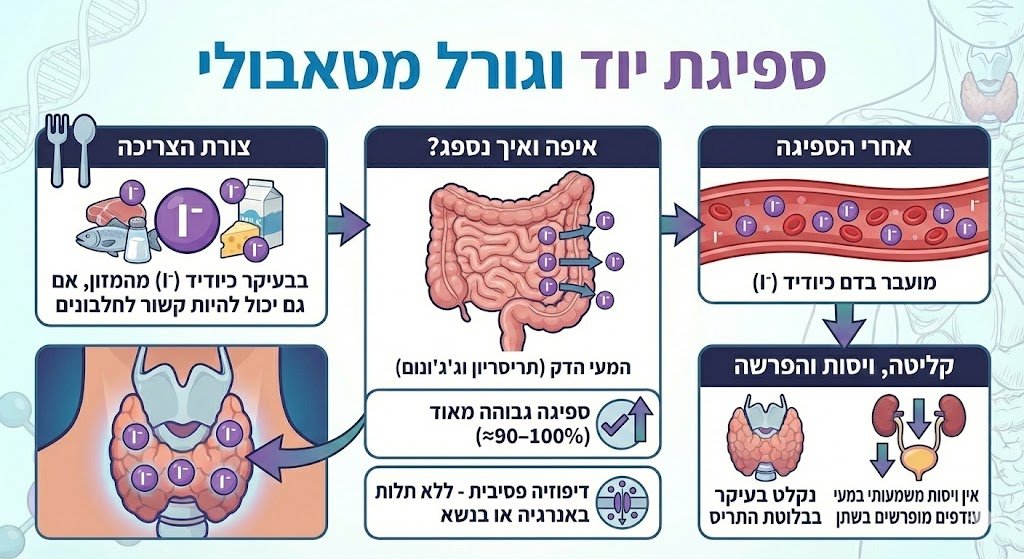 ספיגת יוד וגורל מטאבולי
צורת הצריכה
I⁻
I⁻
I⁻
I⁻
MILK
בבעיקר כיודיד (I⁻) מהמזון, אם
גם יכול להיות קשור לחלבונים
איפה ואיך נספג?
I⁻
I⁻
I⁻
I⁻
I⁻
I⁻
המעי הדק (תריסריון וג'ג'ונום)
ספיגה גבוהה מאוד
(≈90–100%)
דיפוזיה פסיבית - ללא תלות
באנרגיה או בנשא
אחרי הספיגה
I⁻
I⁻
I⁻
I⁻
I⁻
I⁻
I⁻
I⁻
מועבר בדם כיודיד (I⁻)
קליטה, ויסות והפרשה
נקלט בעיקר
בבלוטת התריס
אין ויסות משמעותי במעי
עודפים מופרשים בשתן
I⁻
I⁻
I⁻
I⁻
I⁻